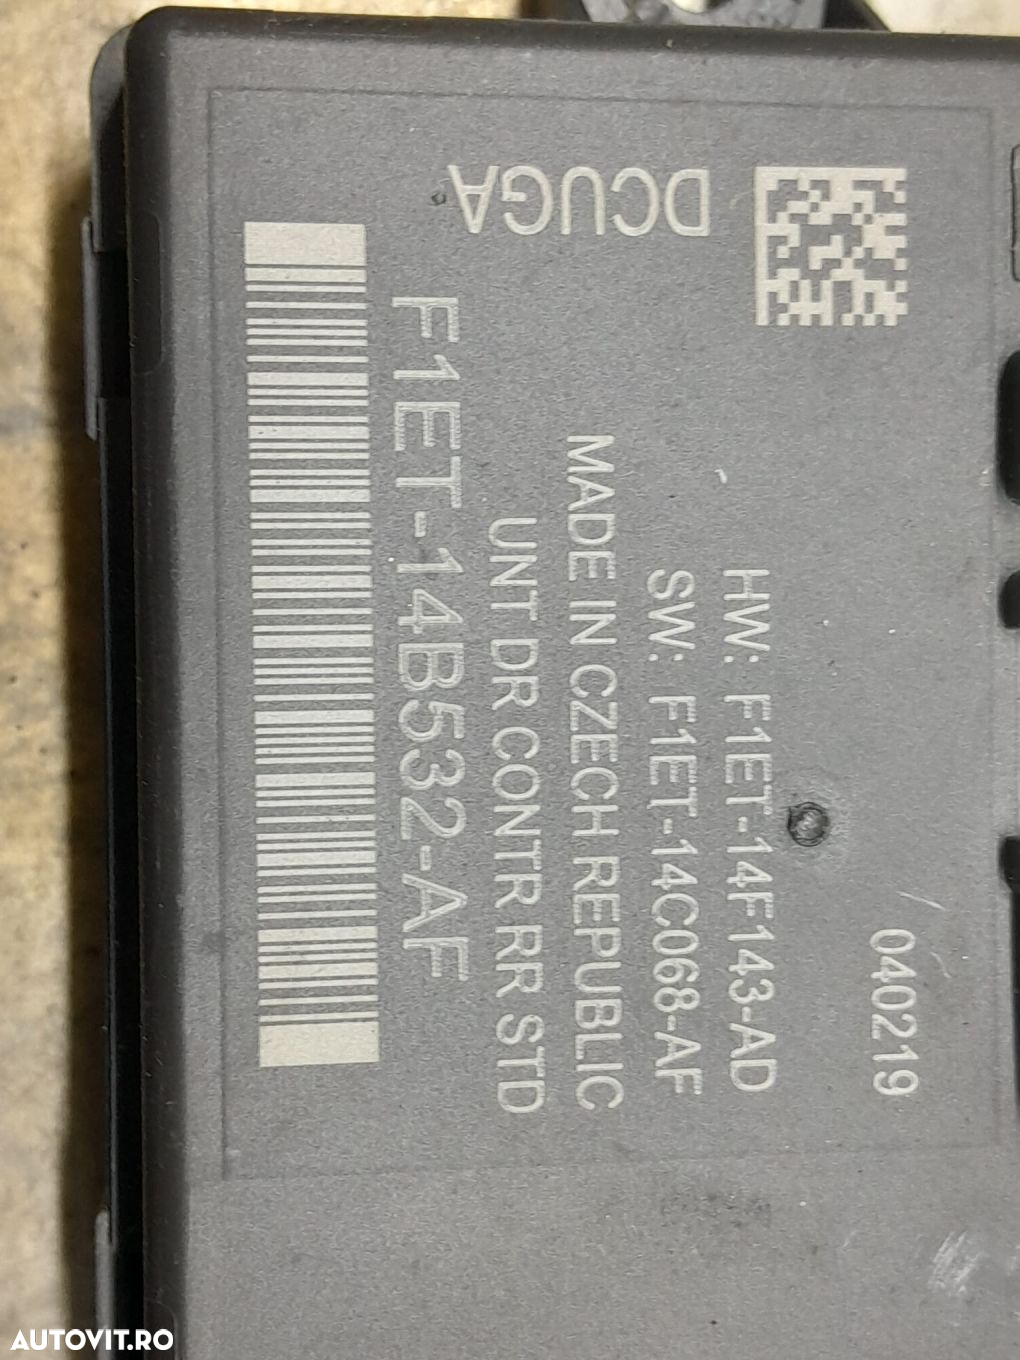 DCUGA
040219
HW: F1ET-14F143-AD
SW: F1ET-14C068-AF
MADE IN CZECH REPUBLIC
UNT DR CONTR RR STD
F1ET-14B532-AF
AUTOVIT.RO